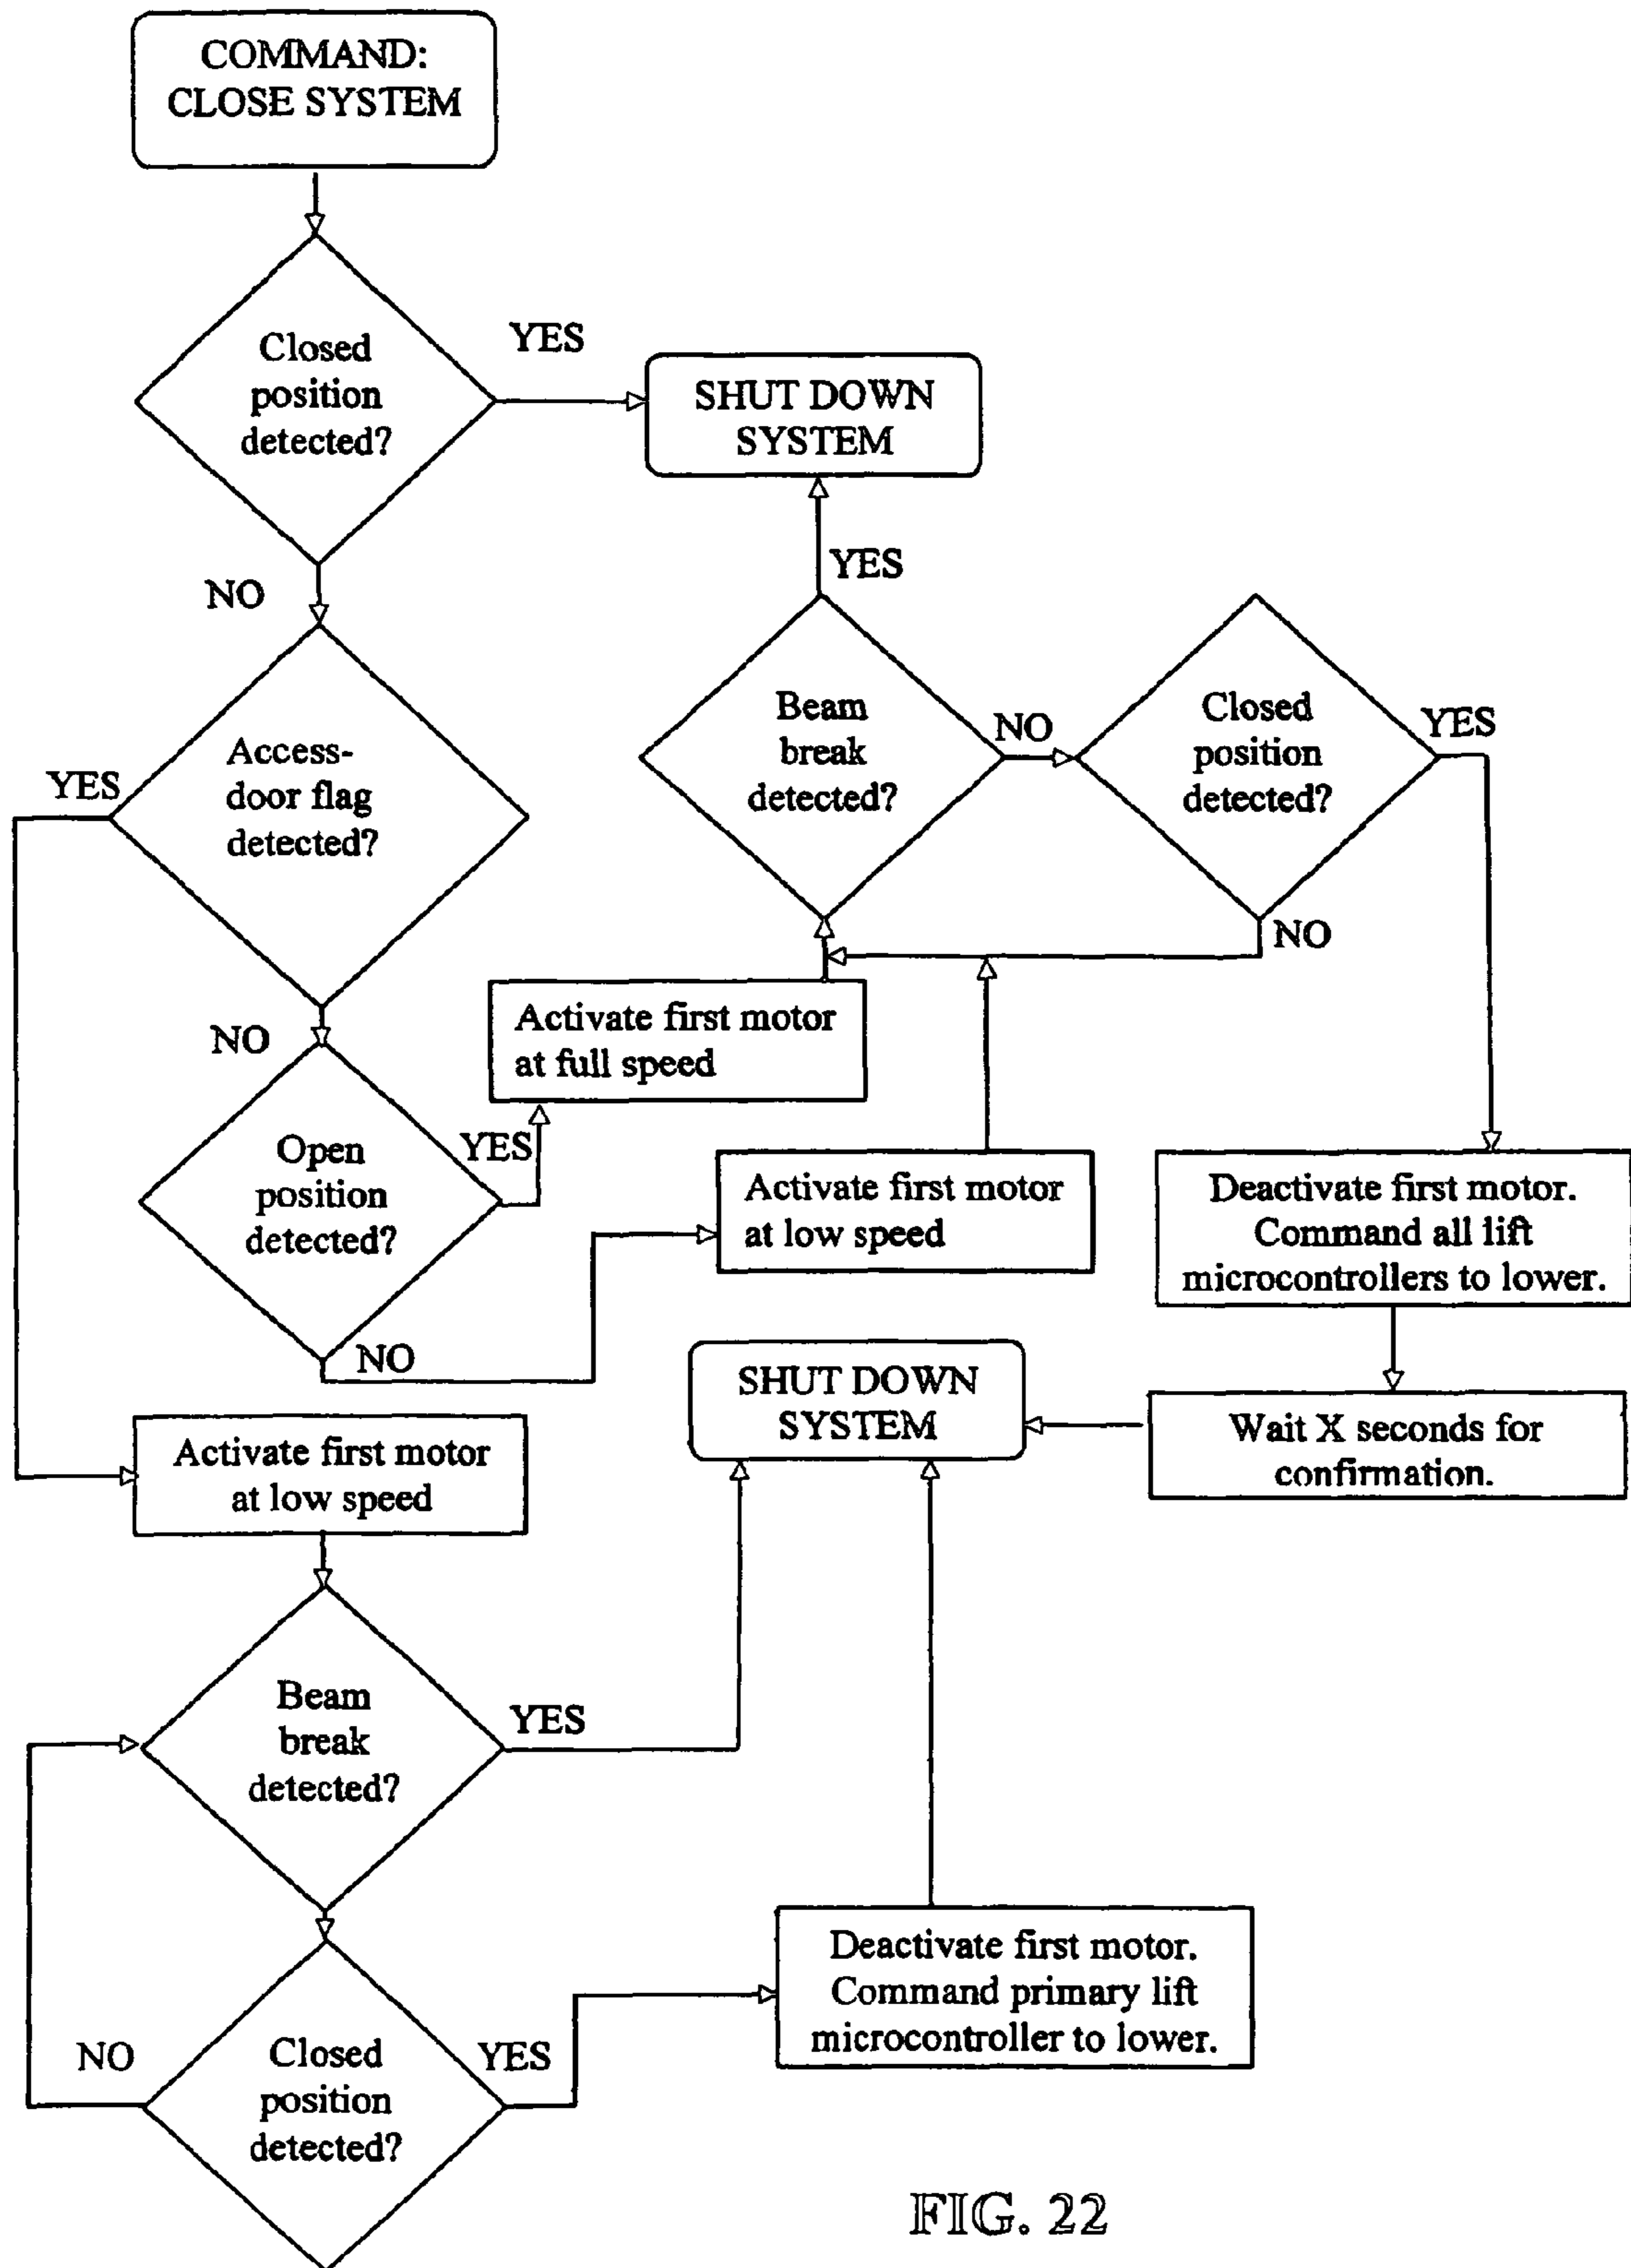 COMMAND:
CLOSE SYSTEM
Closed
position
detected?
YES
SHUT DOWN
SYSTEM
NO
YES
Access-
door flag
detected?
YES
Beam
break
detected?
NO
Closed
position
detected?
YES
NO
NO
Activate first motor
at full speed
Open
position
detected?
YES
Activate first motor
at low speed
Deactivate first motor.
Command all lift
microcontrollers to lower.
NO
SHUT DOWN
SYSTEM
Wait X seconds for
confirmation.
Activate first motor
at low speed
Beam
break
detected?
YES
Deactivate first motor.
Command primary lift
microcontroller to lower.
NO
Closed
position
detected?
YES
FIG. 22